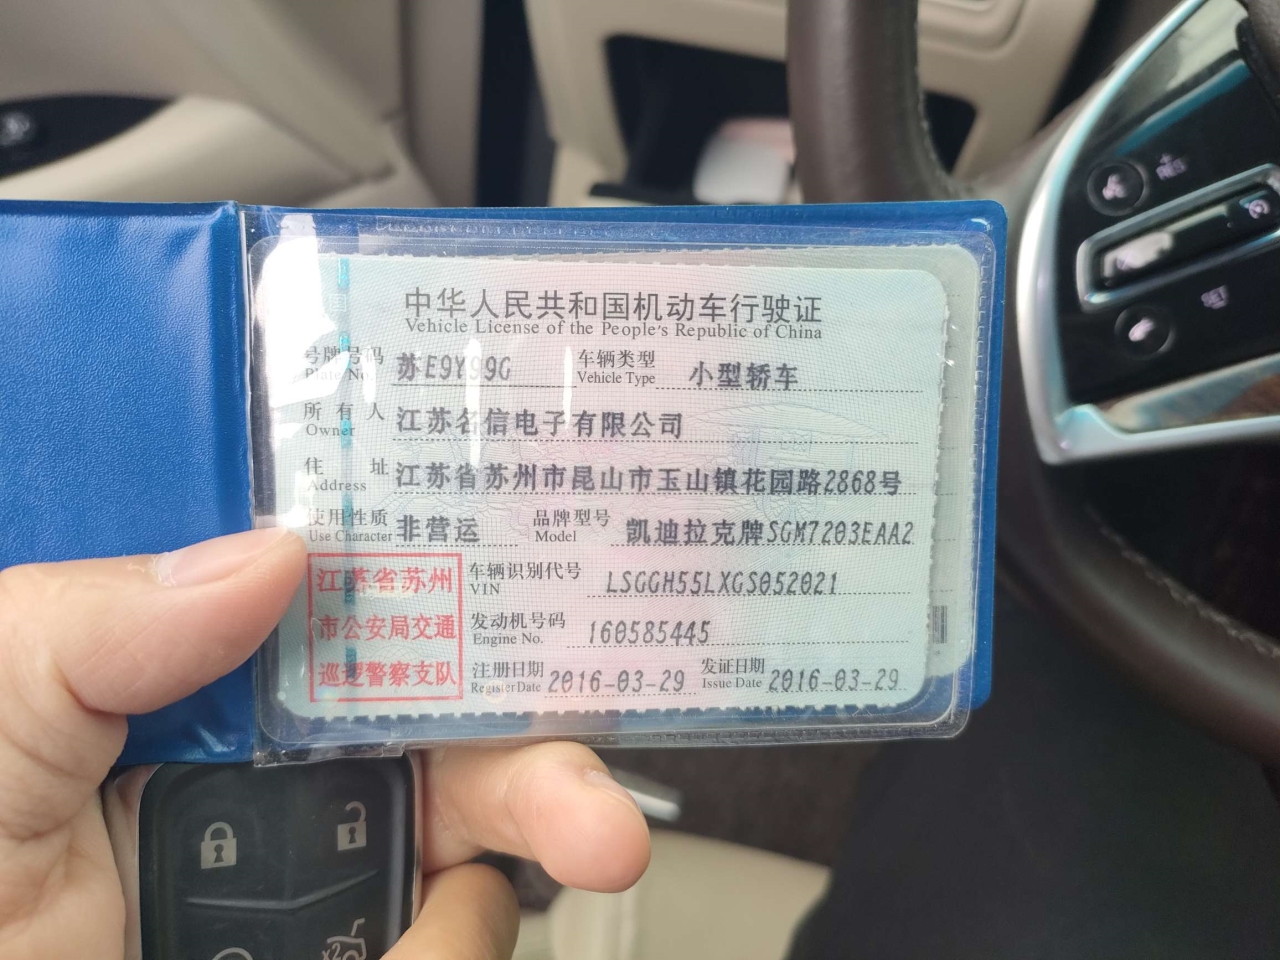 中华人民共和国机动车行驶证
Vehicle License of the People's Republic of China
号牌号码 苏E9Y99G 车辆类型 小型轿车
Plate No. Vehicle Type
所有人 江苏名信电子有限公司
Owner
住址 江苏省苏州市昆山市玉山镇花园路2868号
Address
使用性质 非营运 品牌型号 凯迪拉克牌SGM7203EAA2
Use Character Model
江苏省苏州
市公安局交通
巡逻警察支队
车辆识别代号 LSGGH55LXGS052021
VIN
发动机号码 160585445
Engine No.
注册日期 2016-03-29 发证日期 2016-03-29
Register Date Issue Date
RES
SET
X2